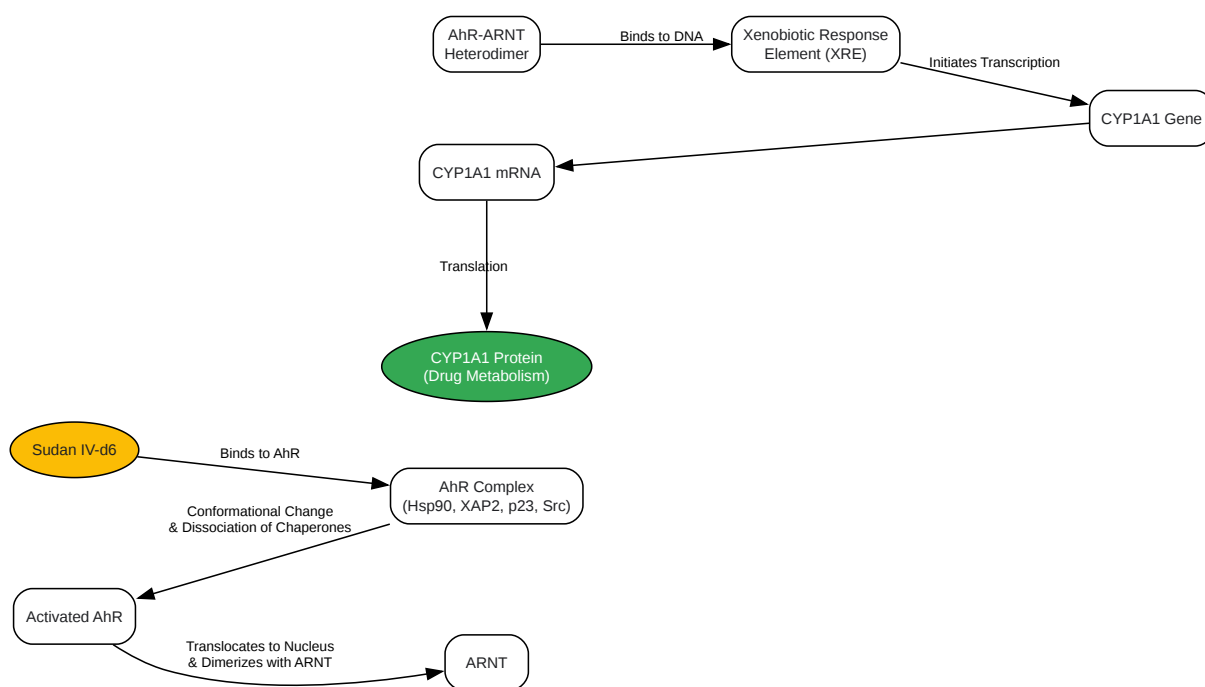 AhR-ARNT
Heterodimer
Binds to DNA
Xenobiotic Response
Element (XRE)
Initiates Transcription
CYP1A1 Gene
CYP1A1 mRNA
Translation
CYP1A1 Protein
(Drug Metabolism)
Sudan IV-d6
Binds to AhR
AhR Complex
(Hsp90, XAP2, p23, Src)
Conformational Change
& Dissociation of Chaperones
Activated AhR
Translocates to Nucleus
& Dimerizes with ARNT
ARNT